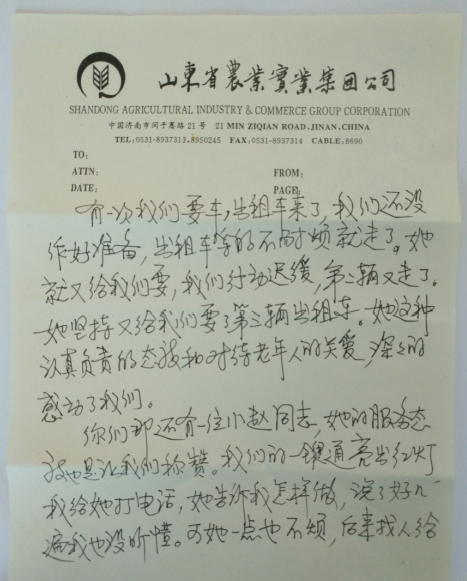 山东省農業實業集团公司
SHANDONG AGRICULTURAL INDUSTRY & COMMERCE GROUP CORPORATION
中国济南市闵子骞路21号 21 MIN ZIQIAN ROAD,JINAN,CHINA
TEL:0531-8937313、8950245 FAX:0531-8937314 CABLE:8690
TO:
ATTN: FROM:
DATE: PAGE:
有一次我们要车,出租车来了,我们还没
作好准备,出租车等的不耐烦就走了。她
就又给我们要,我们行动迟缓,第二辆又走了。
她坚持又给我们要了第三辆出租车。她这种
认真负责的态度和对待老年人的关爱,深深的
感动了我们。
你们那还有一位小赵同志,她的服务态
度也是让我们称赞。我们的一键通亮出红灯
我给她打电话,她告诉我怎样做,说了好几
遍我也没听懂。可她一点也不烦,后来找人给